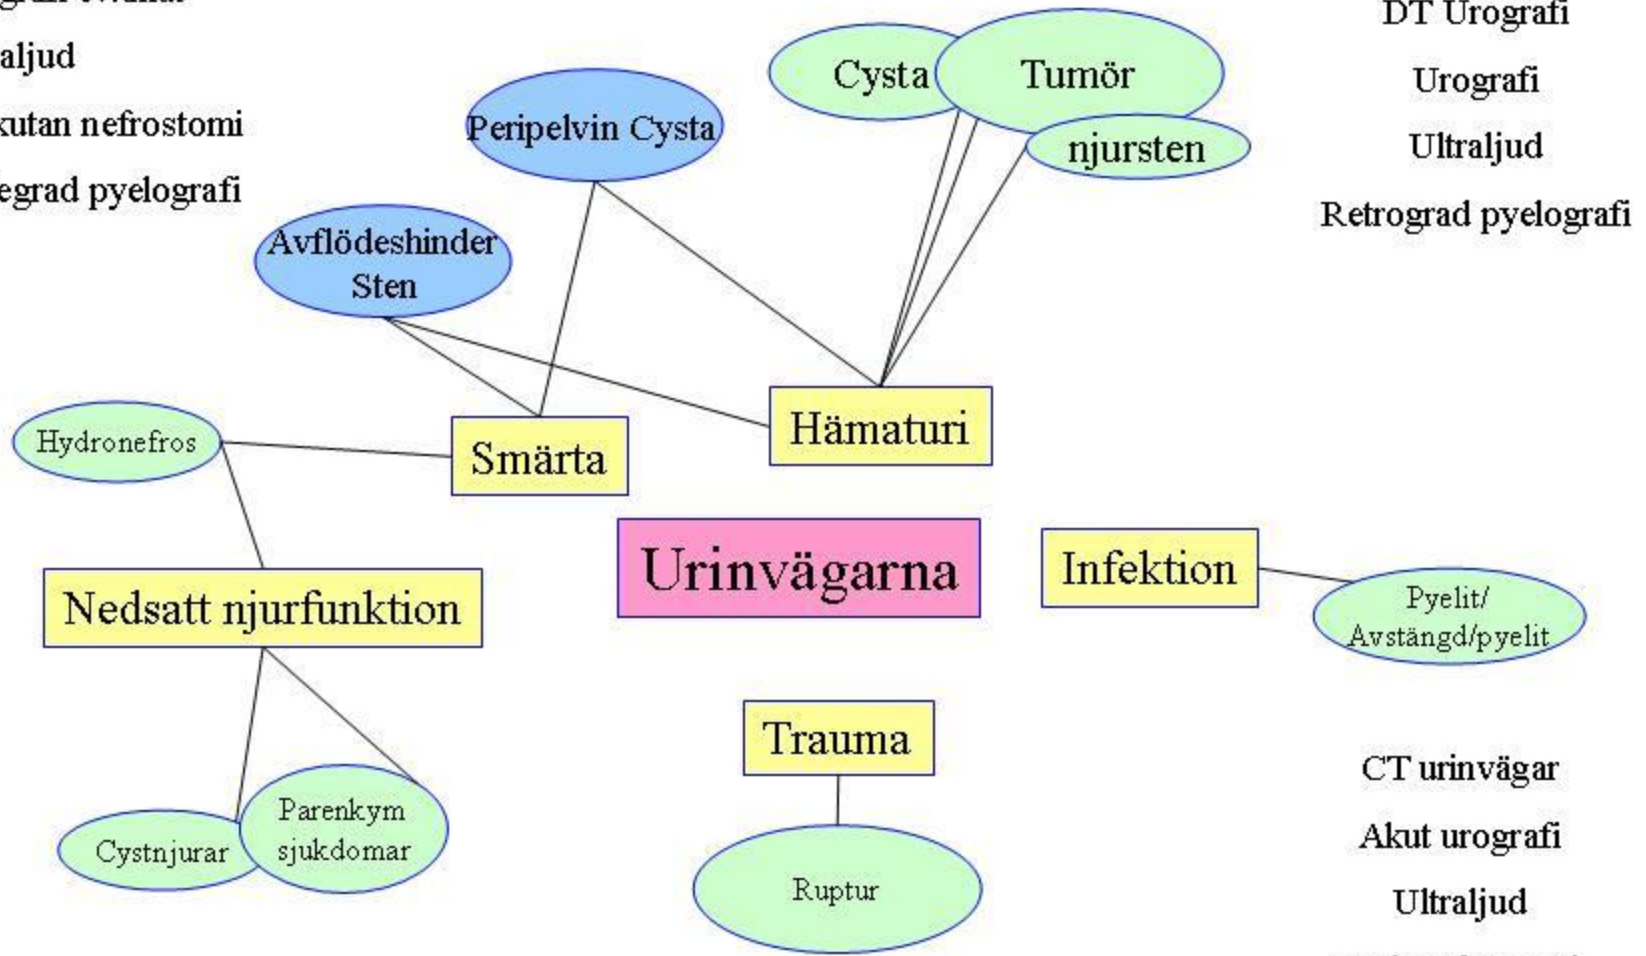 aljud
kutan nefrostomi
egrad pyelografi
Peripelvin Cysta
Avflödeshinder
Sten
Cysta
Tumör
njursten
DT Urografi
Urografi
Ultraljud
Retrograd pyelografi
Hydronefros
Smärta
Hämaturi
Urinvägarna
Infektion
Pyelit/
Avstängd/pyelit
Nedsatt njurfunktion
Trauma
Cystnjurar
Parenkym
sjukdomar
Ruptur
CT urinvägar
Akut urografi
Ultraljud